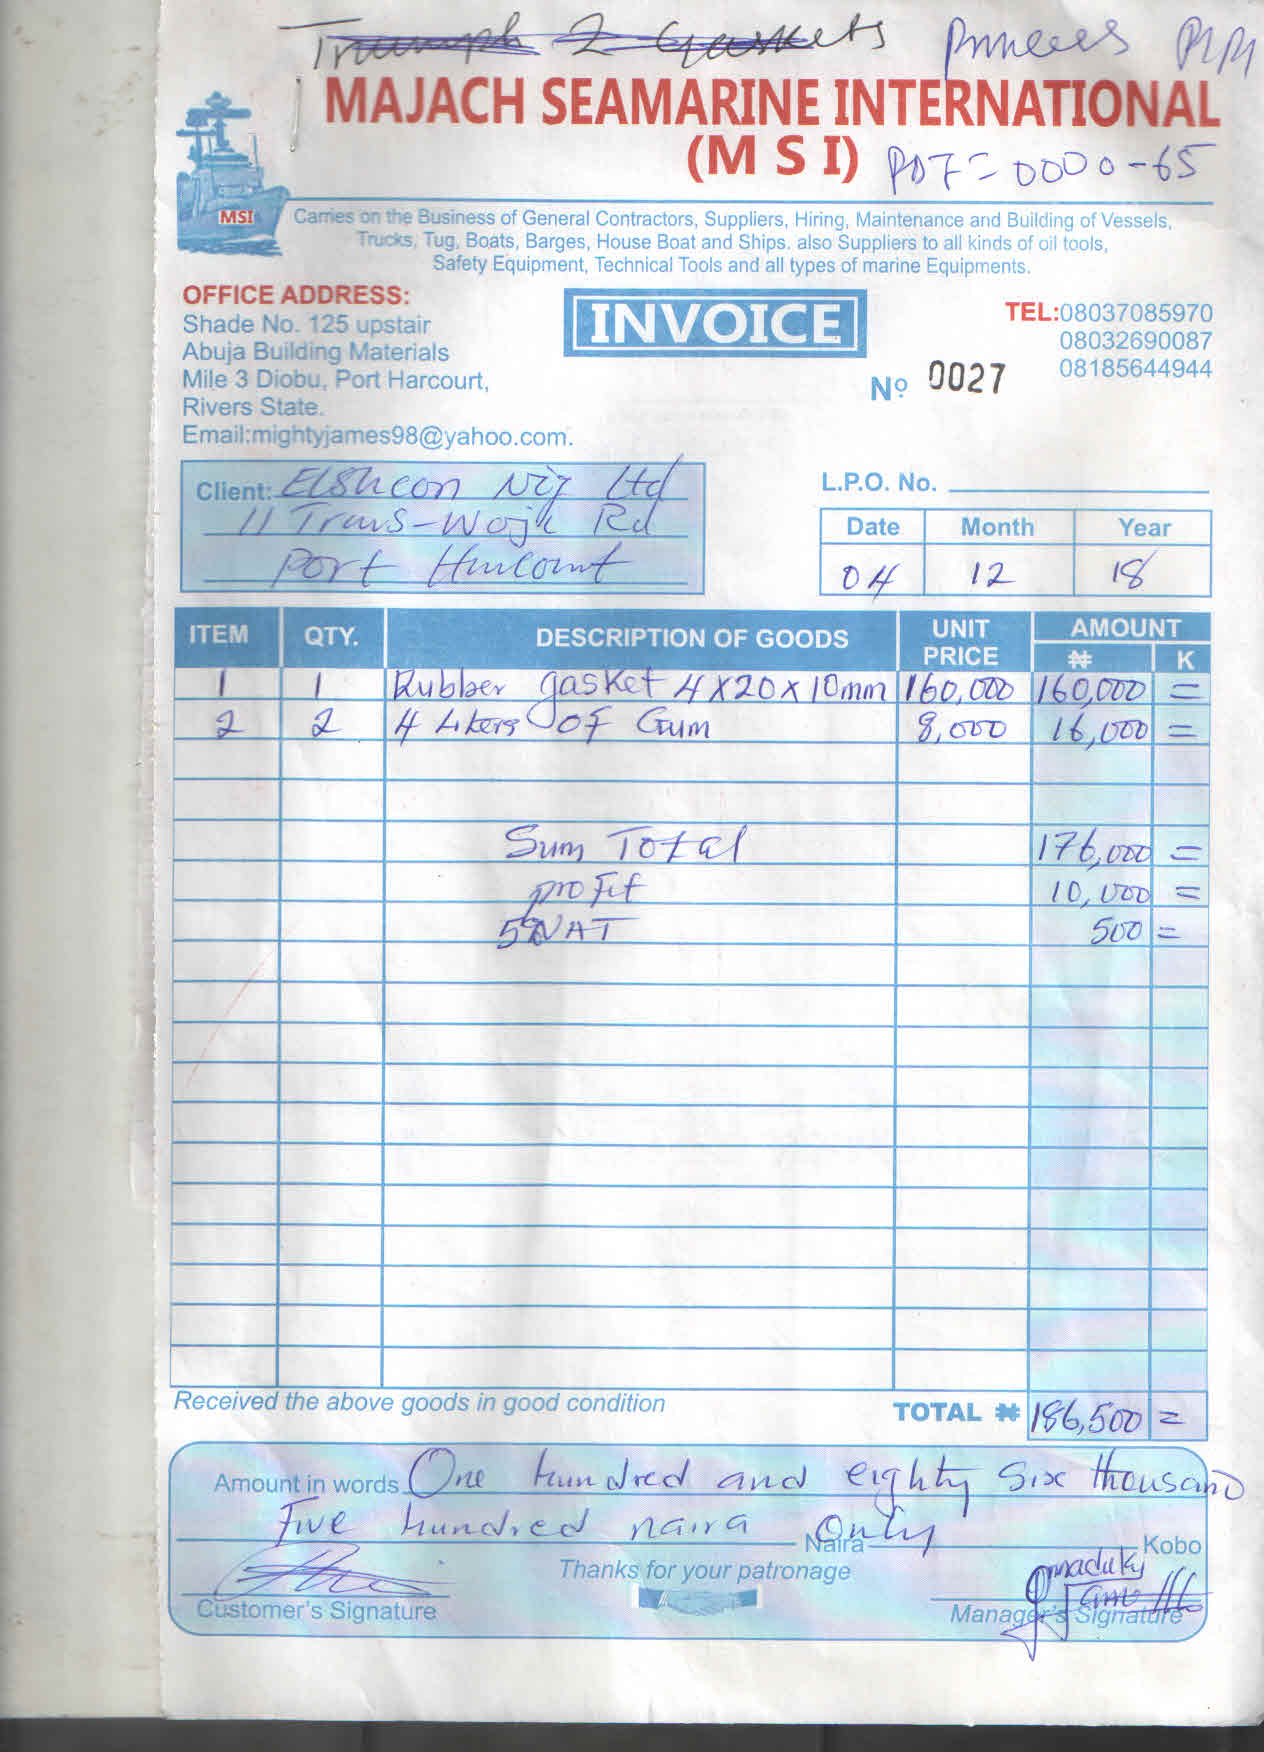 Triumph 2 Gaskets Princess
MAJACH SEAMARINE INTERNATIONAL
(M S I)
0000-65
MSI
Carries on the Business of General Contractors, Suppliers, Hiring, Maintenance and Building of Vessels,
Trucks, Tug, Boats, Barges, House Boat and Ships. also Suppliers to all kinds of oil tools,
Safety Equipment, Technical Tools and all types of marine Equipments.
OFFICE ADDRESS:
Shade No. 125 upstair
Abuja Building Materials
Mile 3 Diobu, Port Harcourt,
Rivers State.
Email:mightyjames98@yahoo.com.
INVOICE
Nº 0027
TEL:08037085970
08032690087
08185644944
Client: Elshcon Nig Ltd
11 Trans-Woji Rd
Port Harcourt
L.P.O. No.
Date Month Year
04 12 18
ITEM QTY. DESCRIPTION OF GOODS UNIT PRICE AMOUNT
₦ K
1 1 Rubber gasket 4x20x10mm 160,000 160,000 =
2 2 4 Liters of Gum 8,000 16,000 =
Sum Total 176,000 =
profit 10,000 =
5% VAT 500 =
Received the above goods in good condition
TOTAL ₦ 186,500 =
Amount in words One hundred and eighty six thousand
Five hundred naira Only Naira Kobo
Thanks for your patronage
Customer's Signature
Manager's Signature